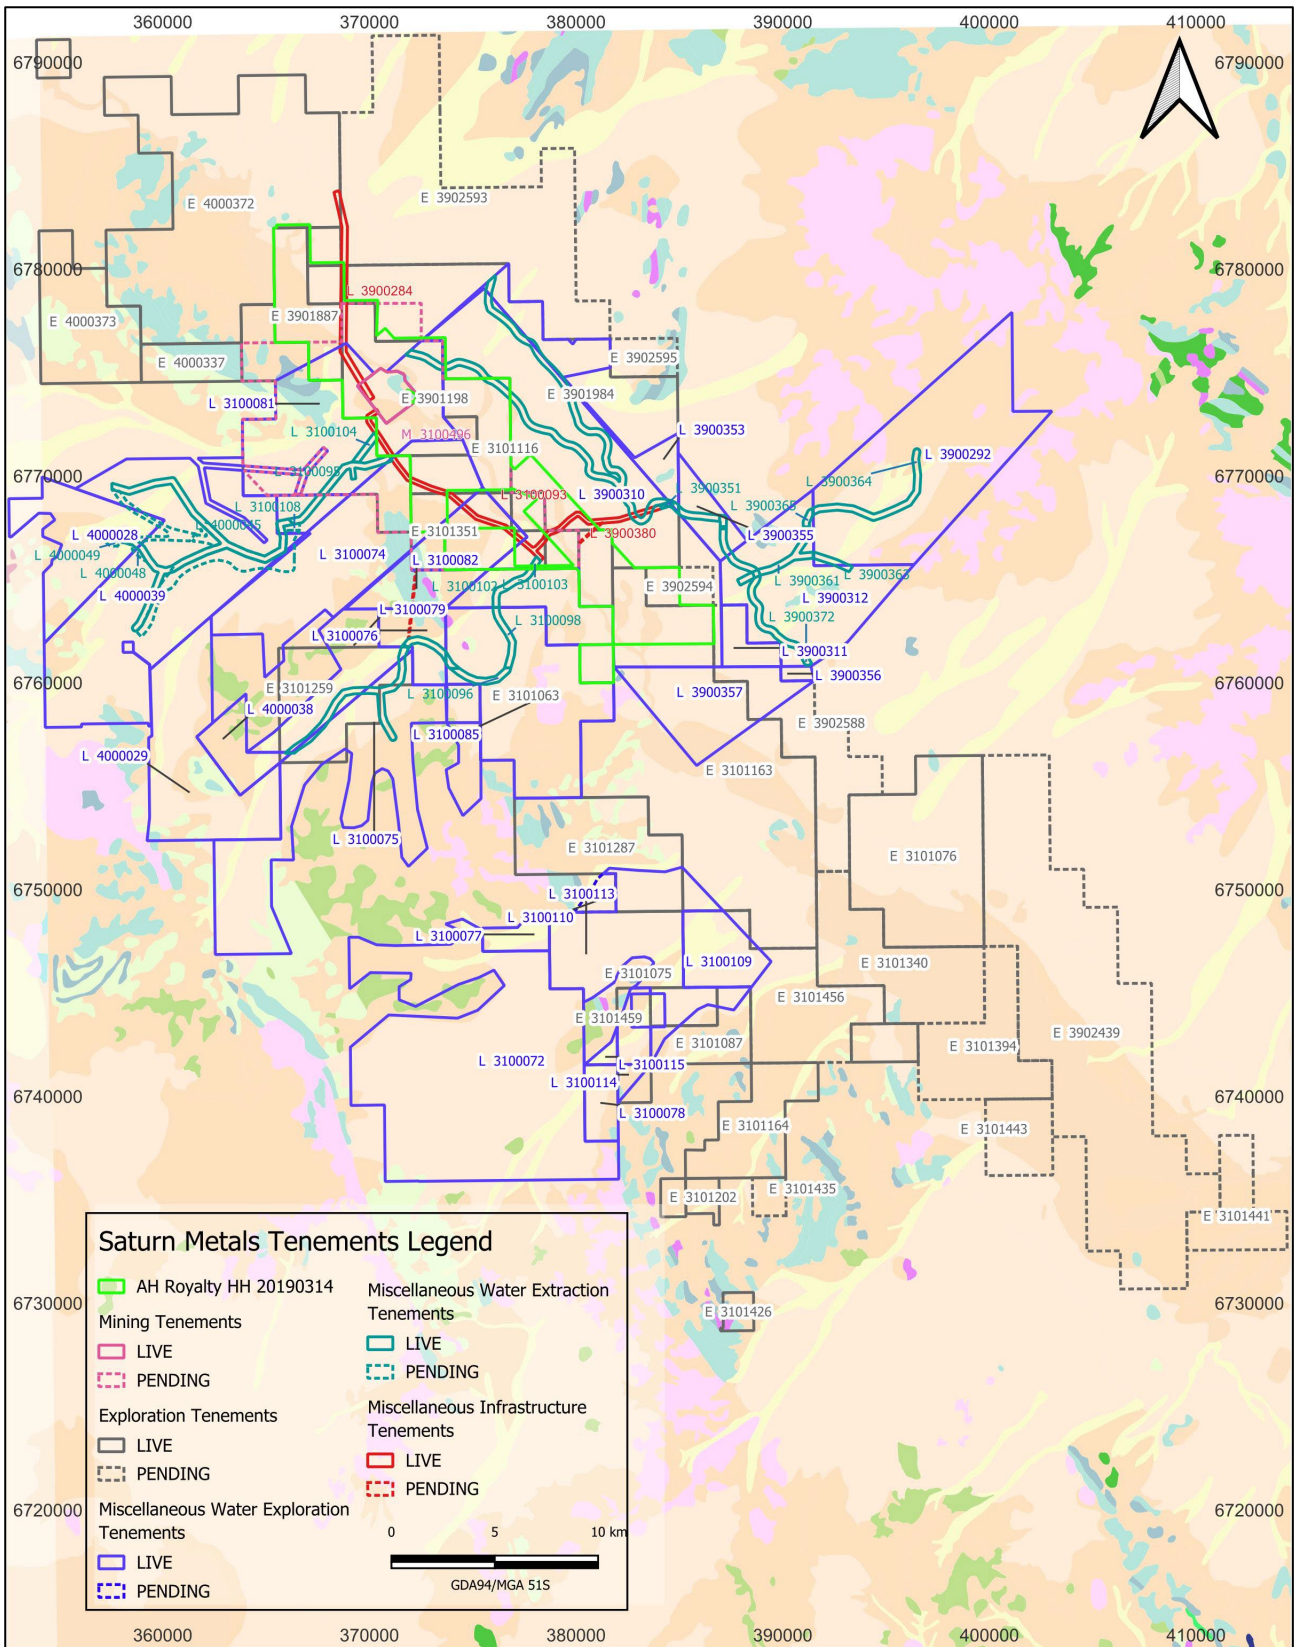 360000 370000 380000 390000 400000 410000
6790000 6790000
E 4000372
E 3902593
6780000 6780000
L 3900284
E 3901887
E 4000373
E 4000337
E 3902595
E 3901984
E 3901198
L 3100081
L 3100104
M 3100496
L 3900353
E 3101116
L 3900292
6770000 6770000
L 3100095
L 3900364
L 3900351
L 3100093
L 3900310
L 3100108
L 3900365
L 4000045
L 4000028
E 3101351
L 3900380
L 3900355
L 4000049
L 3100074
L 3100082
L 4000048
L 3100102
L 3100103
L 3900361
L 3900363
E 3902594
L 4000039
L 3900312
L 3100079
L 3900372
L 3100098
L 3100076
L 3900311
L 3900356
6760000 6760000
E 3101259
L 3100096
E 3101063
L 3900357
L 4000038
E 3902588
L 3100085
L 4000029
E 3101163
L 3100075
E 3101287
E 3101076
6750000 6750000
L 3100113
L 3100110
L 3100077
E 3101075
L 3100109
E 3101340
E 3101456
E 3101459
E 3101087
E 3101394
E 3902439
L 3100072
L 3100115
L 3100114
6740000 6740000
L 3100078
E 3101164
E 3101443
E 3101202
E 3101435
E 3101441
Saturn Metals Tenements Legend
AH Royalty HH 20190314
Mining Tenements
LIVE
PENDING
Exploration Tenements
LIVE
PENDING
Miscellaneous Water Exploration
Tenements
LIVE
PENDING
Miscellaneous Water Extraction
Tenements
LIVE
PENDING
Miscellaneous Infrastructure
Tenements
LIVE
PENDING
0 5 10 km
GDA94/MGA 51S
6730000 6730000
E 3101426
6720000 6720000
360000 370000 380000 390000 400000 410000